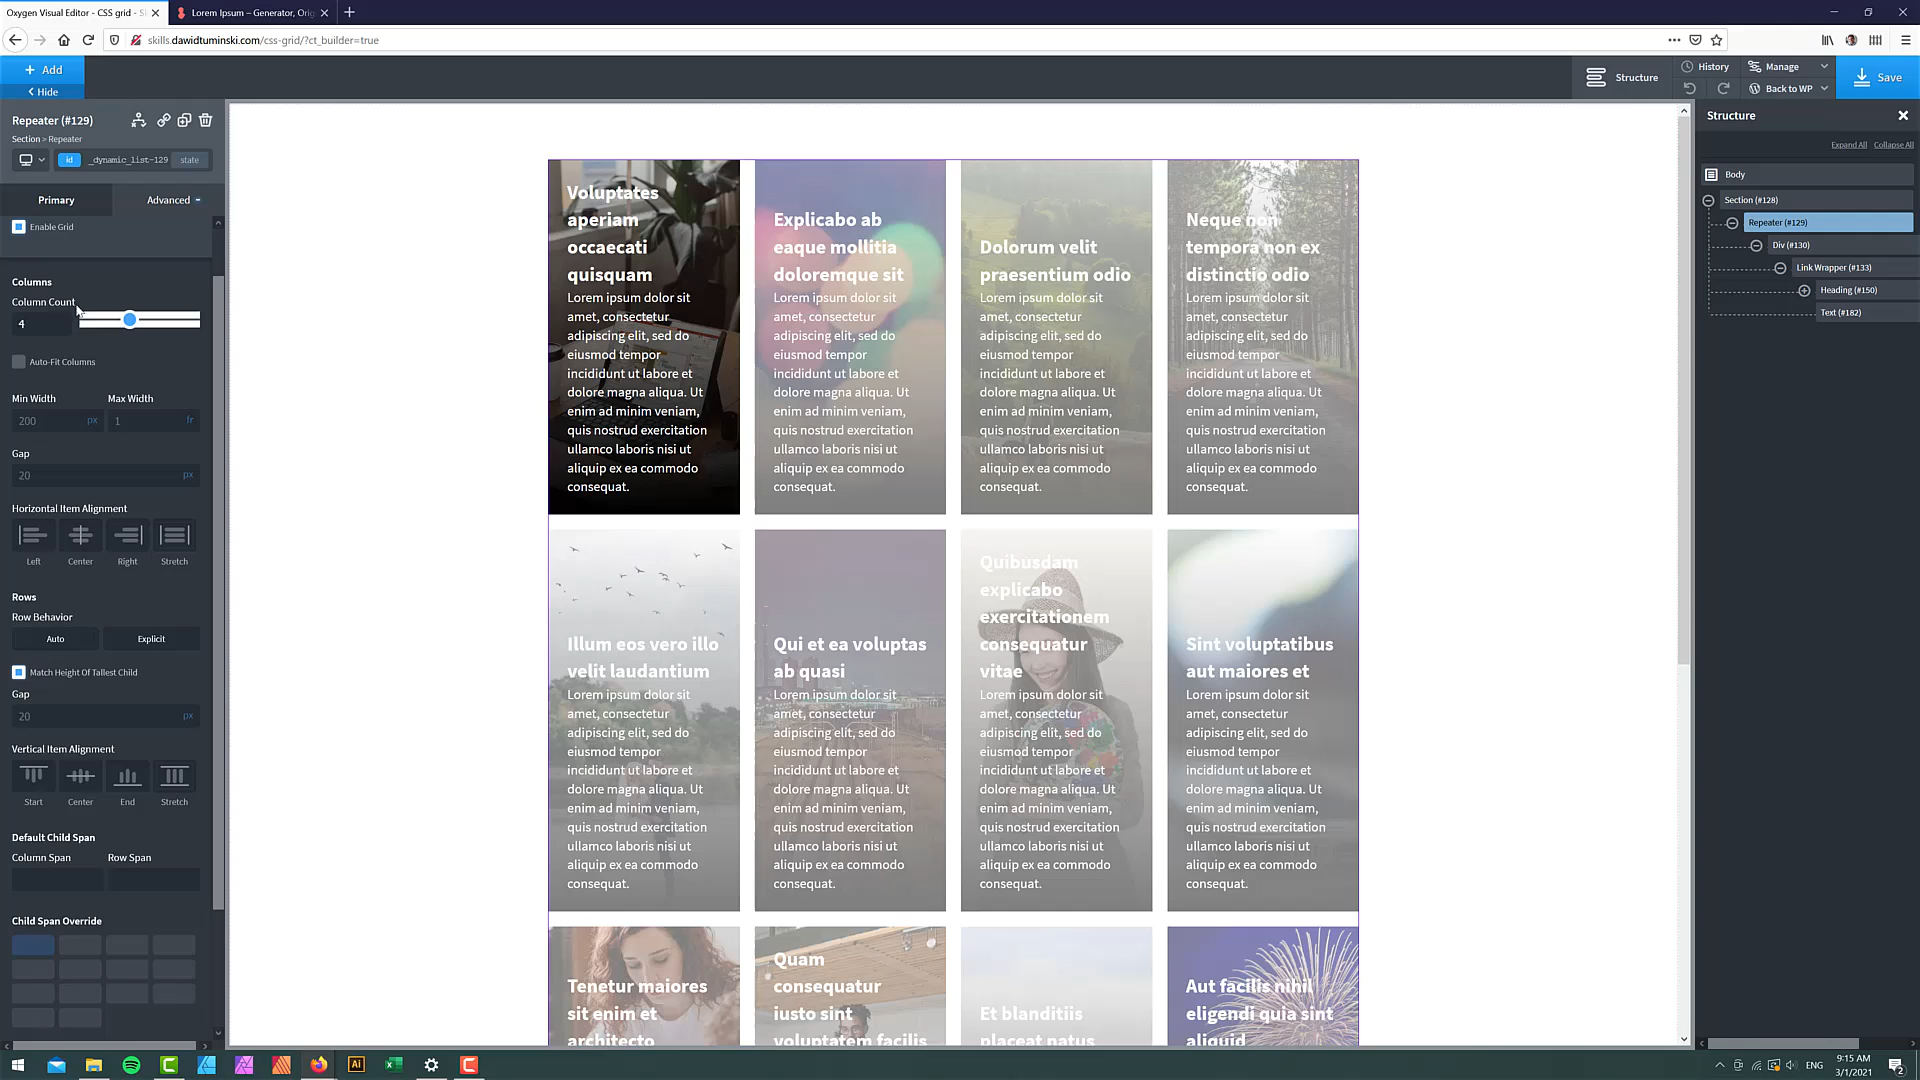 Oxygen Visual Editor - CSS grid - S
Lorem Ipsum – Generator, Ori
skills.dawidtuminski.com/css-grid/?ct_builder=true
+ Add
Hide
Structure
History
Manage
Back to WP
Save
Repeater (#129)
Section > Repeater
id
_dynamic_list-129
state
Primary
Advanced
Enable Grid
Columns
Column Count
4
Auto-Fit Columns
Min Width
Max Width
200 px
1 fr
Gap
20 px
Horizontal Item Alignment
Left
Center
Right
Stretch
Rows
Row Behavior
Auto
Explicit
Match Height Of Tallest Child
Gap
20 px
Vertical Item Alignment
Start
Center
End
Stretch
Default Child Span
Column Span
Row Span
Child Span Override
Voluptates
aperiam
occaecati
quisquam
Lorem ipsum dolor sit
amet, consectetur
adipiscing elit, sed do
eiusmod tempor
incididunt ut labore et
dolore magna aliqua. Ut
enim ad minim veniam,
quis nostrud exercitation
ullamco laboris nisi ut
aliquip ex ea commodo
consequat.
Explicabo ab
eaque mollitia
doloremque sit
Lorem ipsum dolor sit
amet, consectetur
adipiscing elit, sed do
eiusmod tempor
incididunt ut labore et
dolore magna aliqua. Ut
enim ad minim veniam,
quis nostrud exercitation
ullamco laboris nisi ut
aliquip ex ea commodo
consequat.
Dolorum velit
praesentium odio
Lorem ipsum dolor sit
amet, consectetur
adipiscing elit, sed do
eiusmod tempor
incididunt ut labore et
dolore magna aliqua. Ut
enim ad minim veniam,
quis nostrud exercitation
ullamco laboris nisi ut
aliquip ex ea commodo
consequat.
Neque non
tempora non ex
distinctio odio
Lorem ipsum dolor sit
amet, consectetur
adipiscing elit, sed do
eiusmod tempor
incididunt ut labore et
dolore magna aliqua. Ut
enim ad minim veniam,
quis nostrud exercitation
ullamco laboris nisi ut
aliquip ex ea commodo
consequat.
Illum eos vero illo
velit laudantium
Lorem ipsum dolor sit
amet, consectetur
adipiscing elit, sed do
eiusmod tempor
incididunt ut labore et
dolore magna aliqua. Ut
enim ad minim veniam,
quis nostrud exercitation
ullamco laboris nisi ut
aliquip ex ea commodo
consequat.
Qui et ea voluptas
ab quasi
Lorem ipsum dolor sit
amet, consectetur
adipiscing elit, sed do
eiusmod tempor
incididunt ut labore et
dolore magna aliqua. Ut
enim ad minim veniam,
quis nostrud exercitation
ullamco laboris nisi ut
aliquip ex ea commodo
consequat.
Quibusdam
explicabo
exercitationem
consequatur
vitae
Lorem ipsum dolor sit
amet, consectetur
adipiscing elit, sed do
eiusmod tempor
incididunt ut labore et
dolore magna aliqua. Ut
enim ad minim veniam,
quis nostrud exercitation
ullamco laboris nisi ut
aliquip ex ea commodo
consequat.
Sint voluptatibus
aut maiores et
Lorem ipsum dolor sit
amet, consectetur
adipiscing elit, sed do
eiusmod tempor
incididunt ut labore et
dolore magna aliqua. Ut
enim ad minim veniam,
quis nostrud exercitation
ullamco laboris nisi ut
aliquip ex ea commodo
consequat.
Tenetur maiores
sit enim et
architecto
Quam
consequatur
iusto sint
voluptatem facilis
Et blanditiis
placeat natus
Aut facilis nihil
eligendi quia sint
aliquid
Structure
Expand All
Collapse All
Body
Section (#128)
Repeater (#129)
Div (#130)
Link Wrapper (#133)
Heading (#150)
Text (#182)
Ai
ENG
9:15 AM
3/1/2021
2